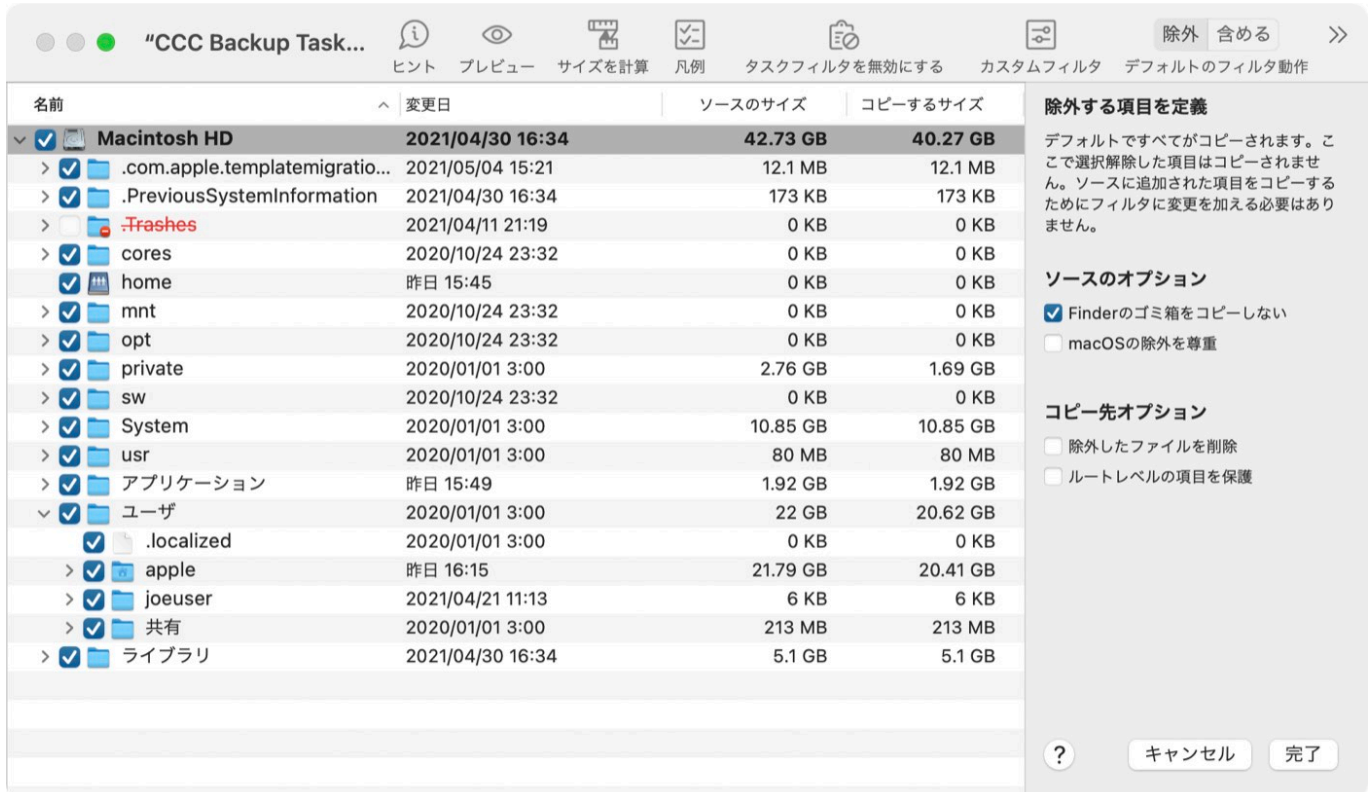 “CCC Backup Task...
ヒント プレビュー サイズを計算 凡例 タスクフィルタを無効にする カスタムフィルタ 除外 含める デフォルトのフィルタ動作
名前 変更日 ソースのサイズ コピーするサイズ
Macintosh HD 2021/04/30 16:34 42.73 GB 40.27 GB
.com.apple.templatemigratio... 2021/05/04 15:21 12.1 MB 12.1 MB
.PreviousSystemInformation 2021/04/30 16:34 173 KB 173 KB
.Trashes 2021/04/11 21:19 0 KB 0 KB
cores 2020/10/24 23:32 0 KB 0 KB
home 昨日 15:45 0 KB 0 KB
mnt 2020/10/24 23:32 0 KB 0 KB
opt 2020/10/24 23:32 0 KB 0 KB
private 2020/01/01 3:00 2.76 GB 1.69 GB
sw 2020/10/24 23:32 0 KB 0 KB
System 2020/01/01 3:00 10.85 GB 10.85 GB
usr 2020/01/01 3:00 80 MB 80 MB
アプリケーション 昨日 15:49 1.92 GB 1.92 GB
ユーザ 2020/01/01 3:00 22 GB 20.62 GB
.localized 2020/01/01 3:00 0 KB 0 KB
apple 昨日 16:15 21.79 GB 20.41 GB
joeuser 2021/04/21 11:13 6 KB 6 KB
共有 2020/01/01 3:00 213 MB 213 MB
ライブラリ 2021/04/30 16:34 5.1 GB 5.1 GB
除外する項目を定義
デフォルトですべてがコピーされます。こ
こで選択解除した項目はコピーされませ
ん。ソースに追加された項目をコピーする
ためにフィルタに変更を加える必要はあり
ません。
ソースのオプション
Finderのゴミ箱をコピーしない
macOSの除外を尊重
コピー先オプション
除外したファイルを削除
ルートレベルの項目を保護
? キャンセル 完了